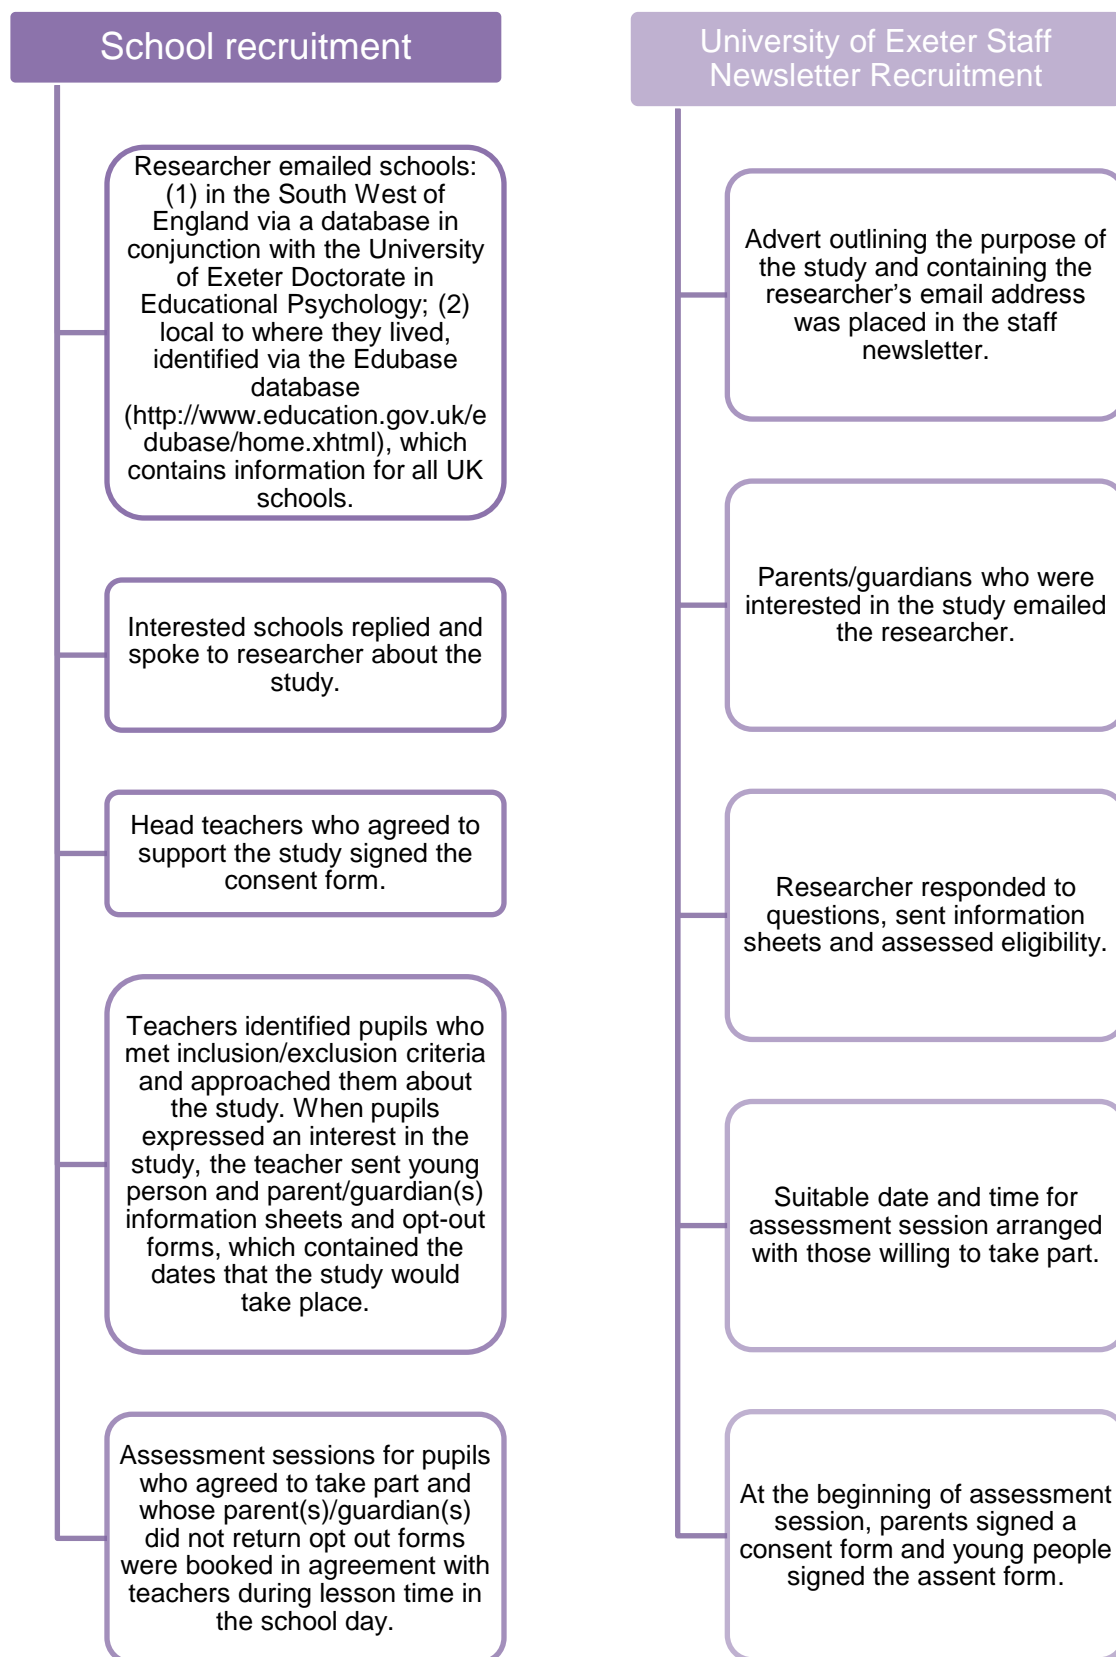 School recruitment
Researcher emailed schools:
(1) in the South West of
England via a database in
conjunction with the University
of Exeter Doctorate in
Educational Psychology; (2)
local to where they lived,
identified via the Edubase
database
(http://www.education.gov.uk/e
dubase/home.xhtml), which
contains information for all UK
schools.
Interested schools replied and
spoke to researcher about the
study.
Head teachers who agreed to
support the study signed the
consent form.
Teachers identified pupils who
met inclusion/exclusion criteria
and approached them about
the study. When pupils
expressed an interest in the
study, the teacher sent young
person and parent/guardian(s)
information sheets and opt-out
forms, which contained the
dates that the study would
take place.
Assessment sessions for pupils
who agreed to take part and
whose parent(s)/guardian(s)
did not return opt out forms
were booked in agreement with
teachers during lesson time in
the school day.
University of Exeter Staff
Newsletter Recruitment
Advert outlining the purpose of
the study and containing the
researcher’s email address
was placed in the staff
newsletter.
Parents/guardians who were
interested in the study emailed
the researcher.
Researcher responded to
questions, sent information
sheets and assessed eligibility.
Suitable date and time for
assessment session arranged
with those willing to take part.
At the beginning of assessment
session, parents signed a
consent form and young people
signed the assent form.